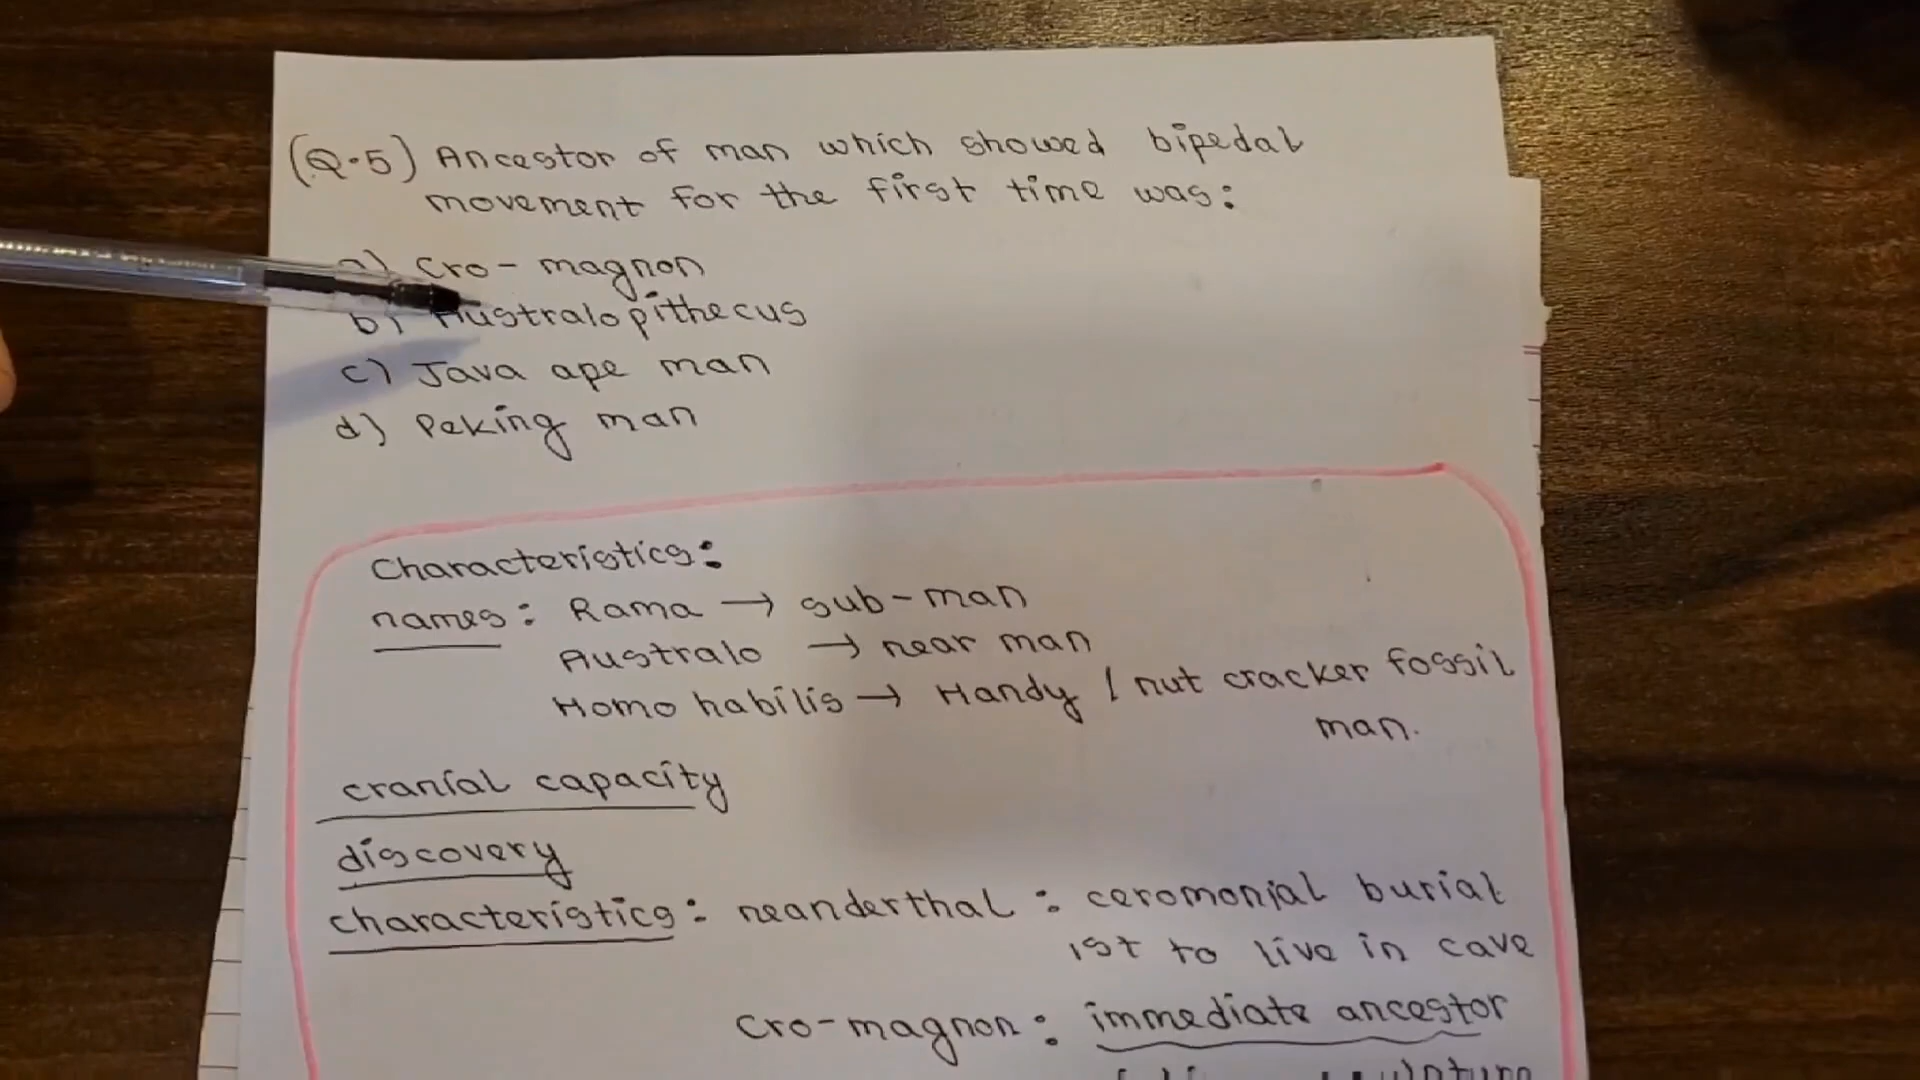 (Q.5) Ancestor of man which showed bipedal
movement for the first time was:
a) Cro-magnon
b) Australopithecus
c) Java ape man
d) Peking man
Characteristics:
names: Rama → sub-man
Australo → near man
Homo habilis → Handy / nut cracker fossil
man.
cranial capacity
discovery
characteristics: neanderthal : ceromonial burial
1st to live in cave
Cro-magnon : immediate ancestor